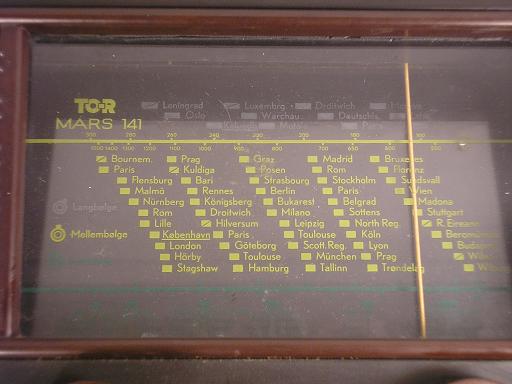 TO-R
MARS 141
Leningrad Luxembrg. Droitwich
Oslo Warchau Deutschls.
Paris
Bournem. Prag Graz Madrid Bruxelles
Paris Kuldiga Posen Rom Florenz
Flensburg Bari Strasbourg Stockholm Sundsvall
Malmö Rennes Berlin Paris Wien
Nürnberg Königsberg Bukarest Belgrad Madona
Langbølge Rom Droitwich Milano Sottens Stuttgart
Lille Hilversum Leipzig North Reg. R.Eireann
Mellembølge København Paris Toulouse Köln Beromünster
London Göteborg Scott.Reg. Lyon
Hörby Toulouse München Prag
Stagshaw Hamburg Tallinn Trøndelag